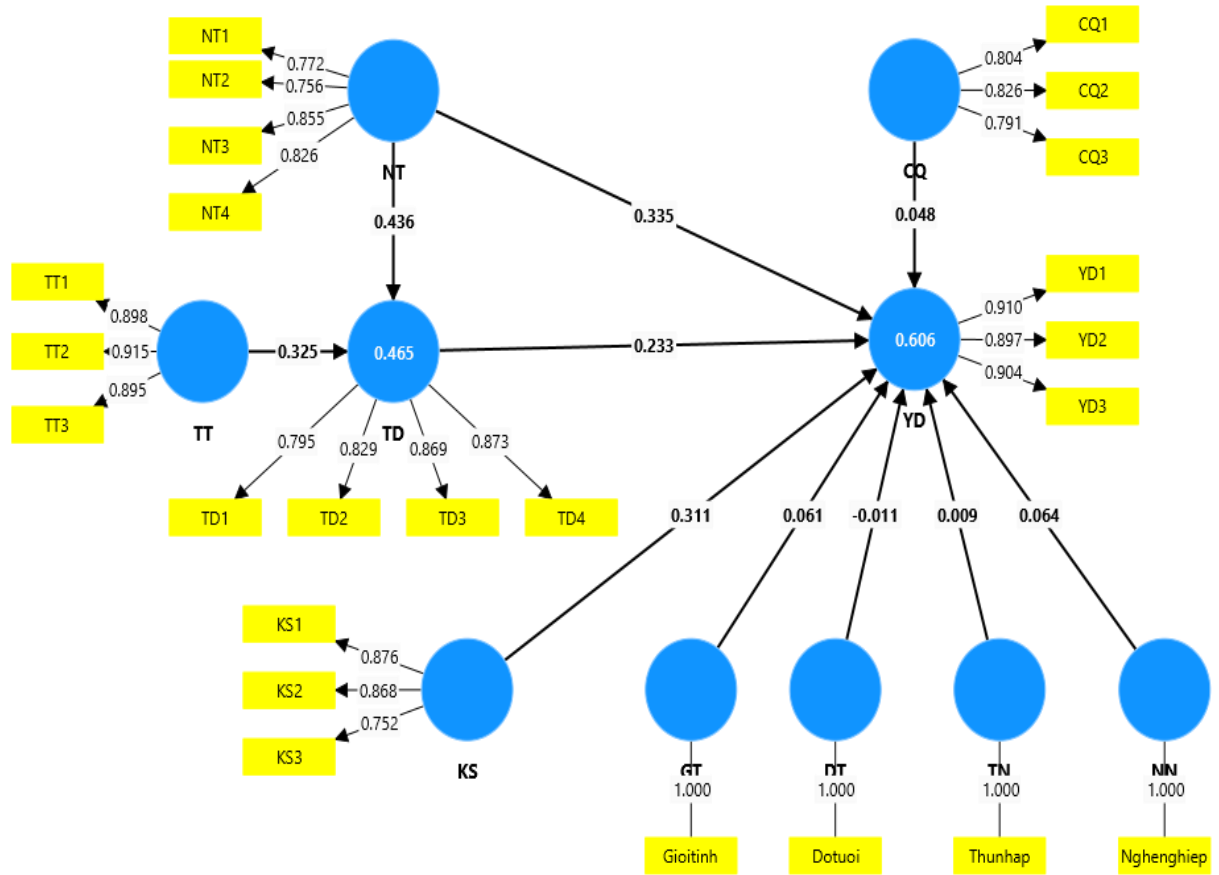 NT1
NT2
NT3
NT4
0.772
0.756
0.855
0.826
NT
CQ1
CQ2
CQ3
0.804
0.826
0.791
CQ
0.436
0.335
0.048
TT1
TT2
TT3
0.898
0.915
0.895
TT
0.325
0.465
TD
0.233
0.606
YD
0.910
0.897
0.904
YD1
YD2
YD3
0.795
0.829
0.869
0.873
TD1
TD2
TD3
TD4
0.311
0.061
-0.011
0.009
0.064
KS1
KS2
KS3
0.876
0.868
0.752
KS
GT
DT
TN
NN
1.000
1.000
1.000
1.000
Gioitinh
Dotuoi
Thunhap
Nghenghiep